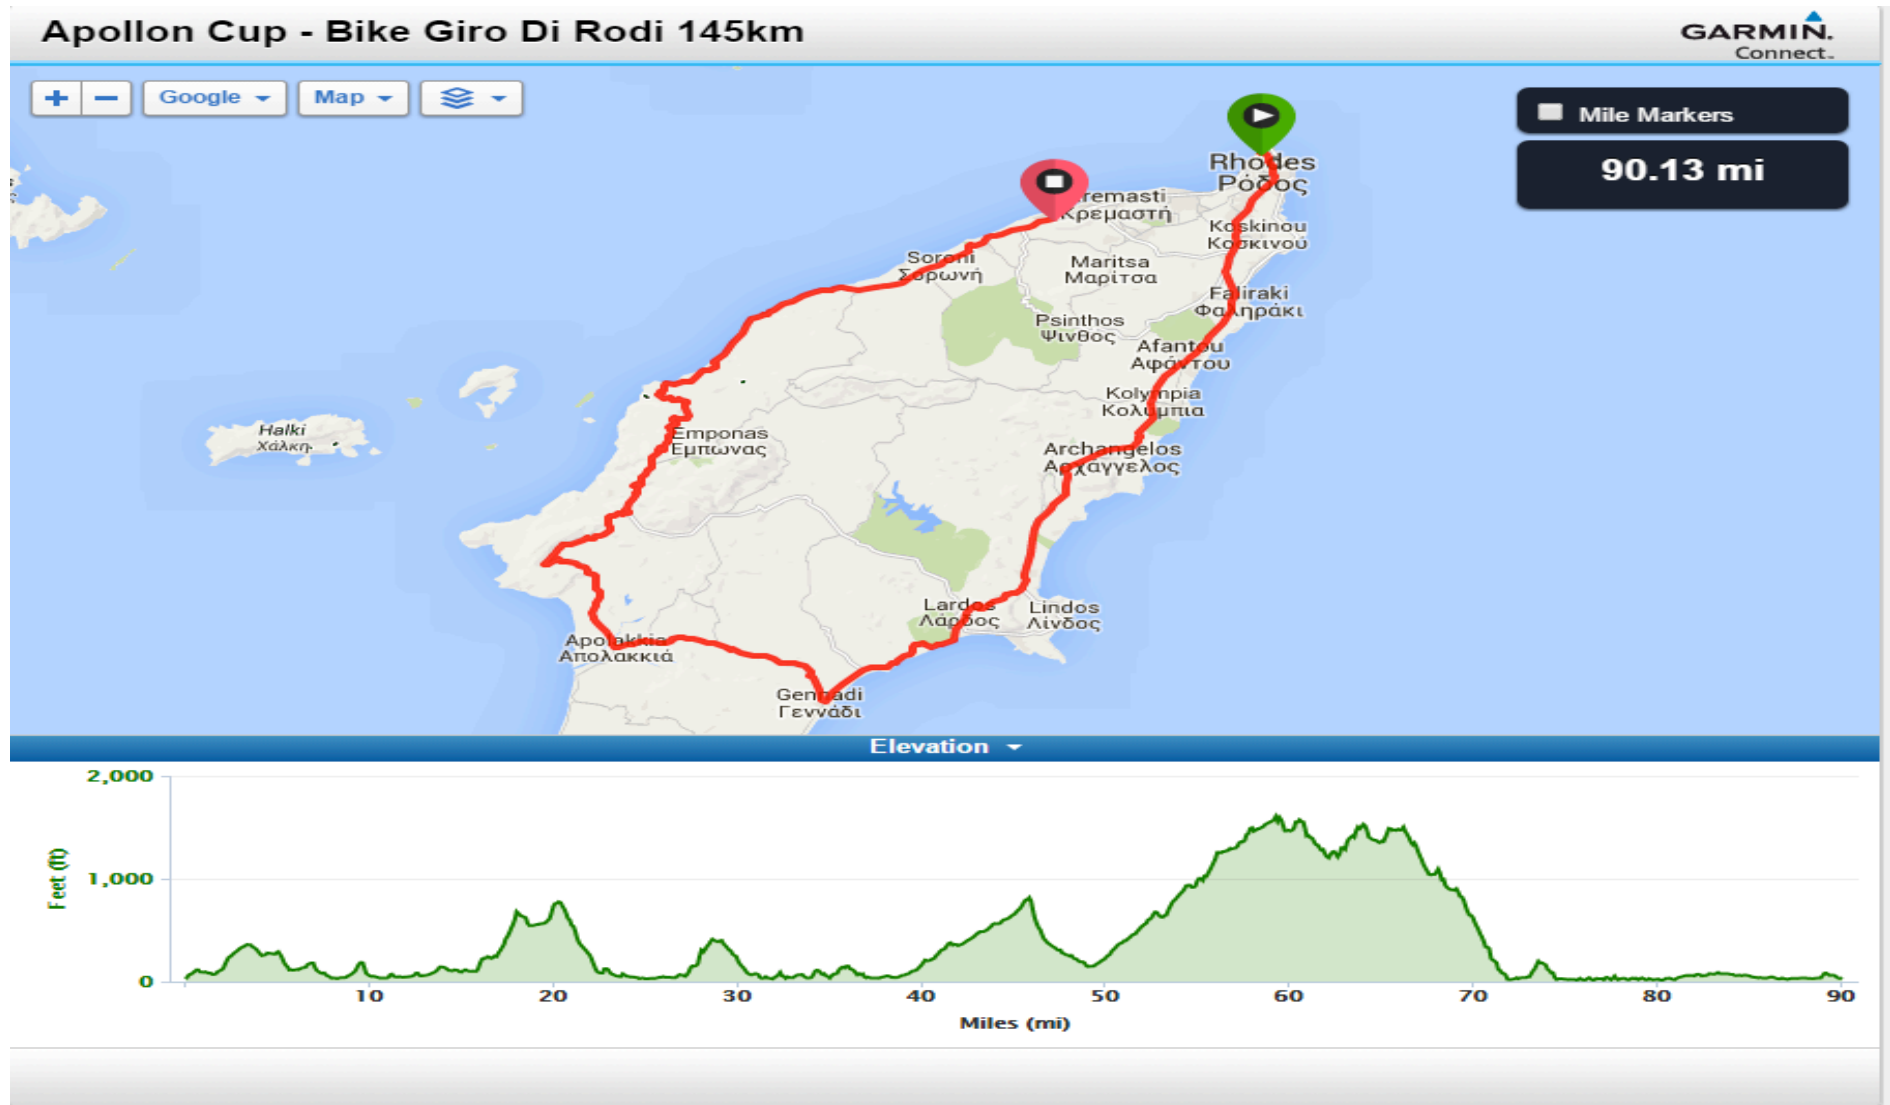 Apollon Cup - Bike Giro Di Rodi 145km
GARMIN.
Connect
+
−
Google
Map
Mile Markers
90.13 mi
Rhodes
Ρόδος
remasti
Κρεμαστή
Koskinou
Κοσκινού
Soroni
Σορωνή
Maritsa
Μαρίτσα
Faliraki
Φαληράκι
Psinthos
Ψινθος
Afantou
Αφάντου
Kolympia
Κολύμπια
Halki
Χάλκη
Emponas
Εμπωνας
Archangelos
Αρχαγγελος
Lardos
Λάρδος
Lindos
Λίνδος
Apolakkia
Απολακκιά
Gennadi
Γεννάδι
Elevation
2,000
1,000
0
Feet (ft)
10
20
30
40
50
60
70
80
90
Miles (mi)